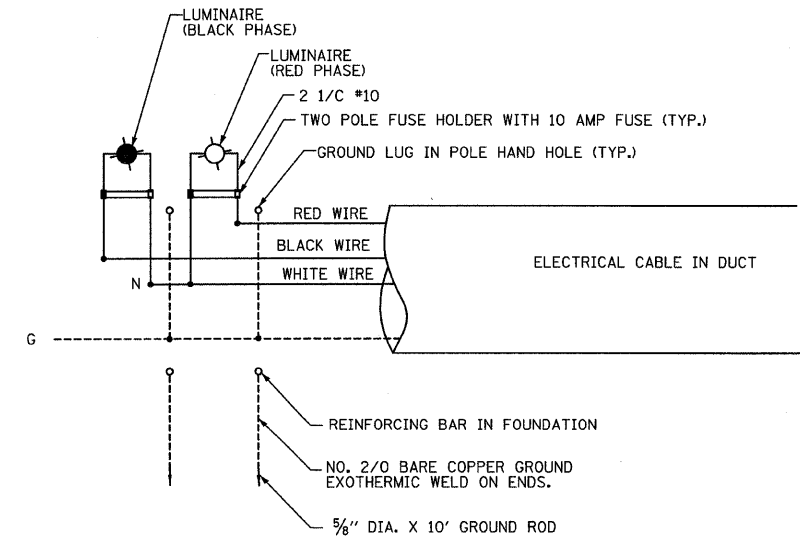 LUMINAIRE
(BLACK PHASE)
LUMINAIRE
(RED PHASE)
2 1/C #10
TWO POLE FUSE HOLDER WITH 10 AMP FUSE (TYP.)
GROUND LUG IN POLE HAND HOLE (TYP.)
RED WIRE
BLACK WIRE
ELECTRICAL CABLE IN DUCT
WHITE WIRE
N
G
REINFORCING BAR IN FOUNDATION
NO. 2/0 BARE COPPER GROUND
EXOTHERMIC WELD ON ENDS.
5/8" DIA. X 10' GROUND ROD